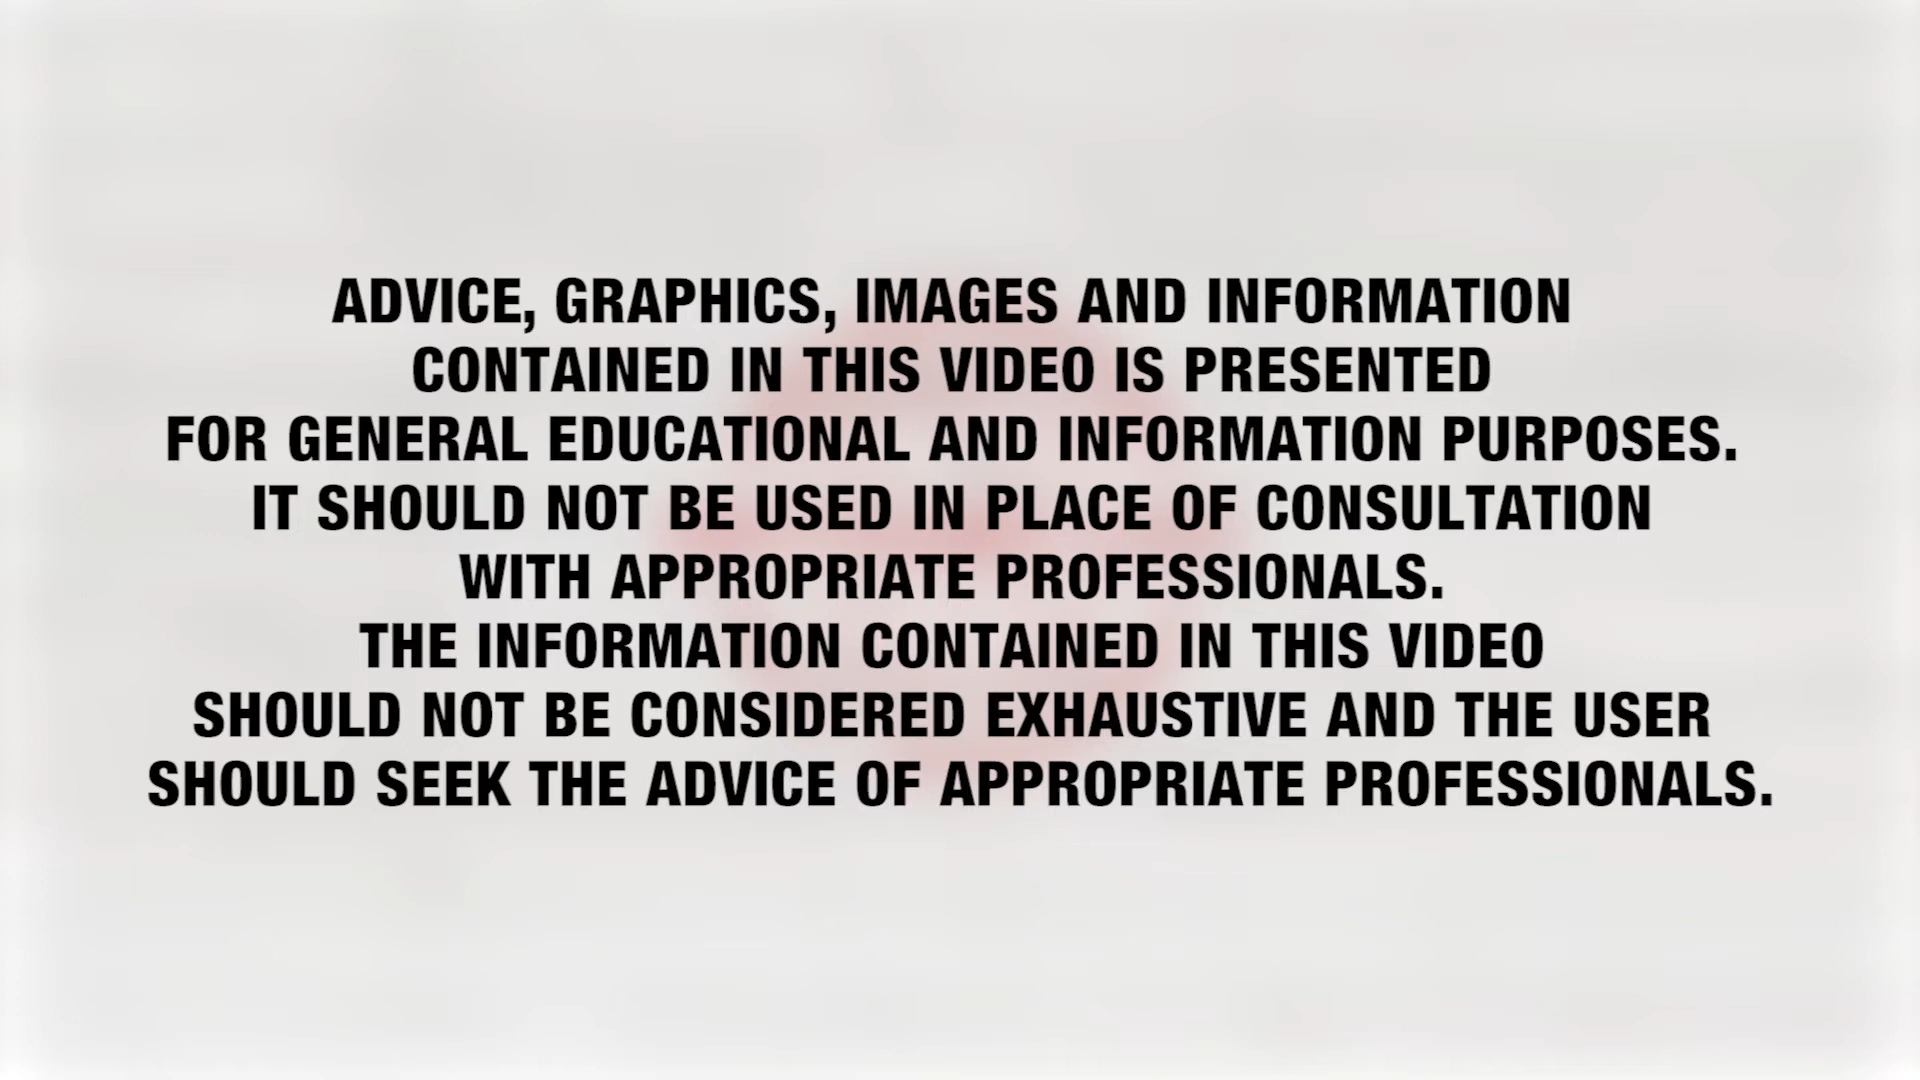 ADVICE, GRAPHICS, IMAGES AND INFORMATION
CONTAINED IN THIS VIDEO IS PRESENTED
FOR GENERAL EDUCATIONAL AND INFORMATION PURPOSES.
IT SHOULD NOT BE USED IN PLACE OF CONSULTATION
WITH APPROPRIATE PROFESSIONALS.
THE INFORMATION CONTAINED IN THIS VIDEO
SHOULD NOT BE CONSIDERED EXHAUSTIVE AND THE USER
SHOULD SEEK THE ADVICE OF APPROPRIATE PROFESSIONALS.